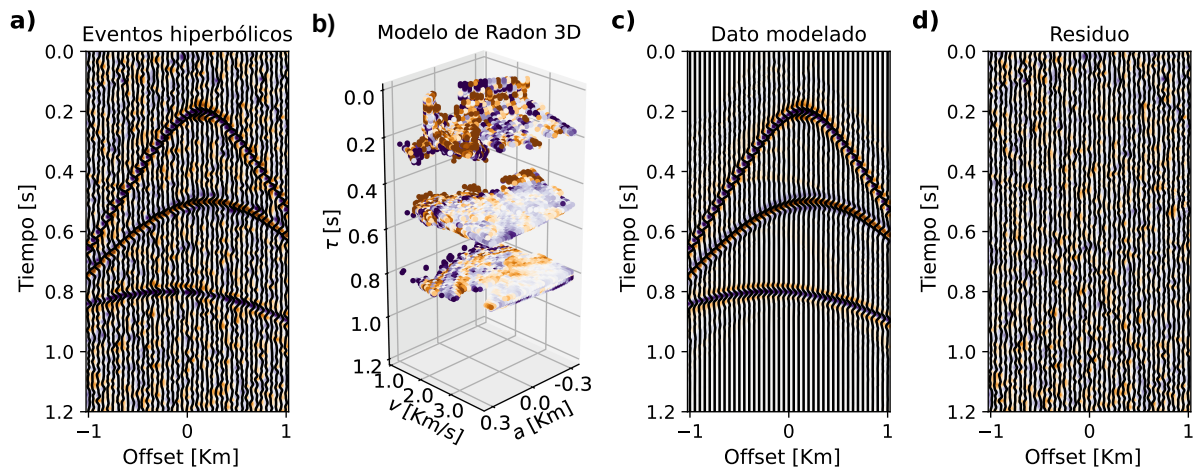 a)
Eventos hiperbólicos
0.0
0.2
0.4
0.6
0.8
1.0
1.2
Tiempo [s]
−1
0
1
Offset [Km]
b)
Modelo de Radon 3D
0.0
0.2
0.4
0.6
0.8
1.0
1.2
τ [s]
1.0
2.0
3.0
v [Km/s]
0.3
0.0
-0.3
a [Km]
c)
Dato modelado
0.0
0.2
0.4
0.6
0.8
1.0
1.2
Tiempo [s]
−1
0
1
Offset [Km]
d)
Residuo
0.0
0.2
0.4
0.6
0.8
1.0
1.2
Tiempo [s]
−1
0
1
Offset [Km]